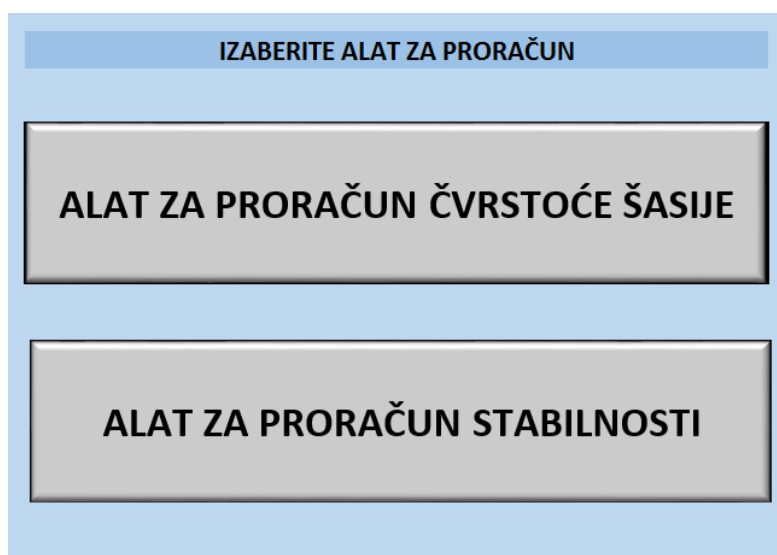 IZABERITE ALAT ZA PRORAČUN
ALAT ZA PRORAČUN ČVRSTOĆE ŠASIJE
ALAT ZA PRORAČUN STABILNOSTI